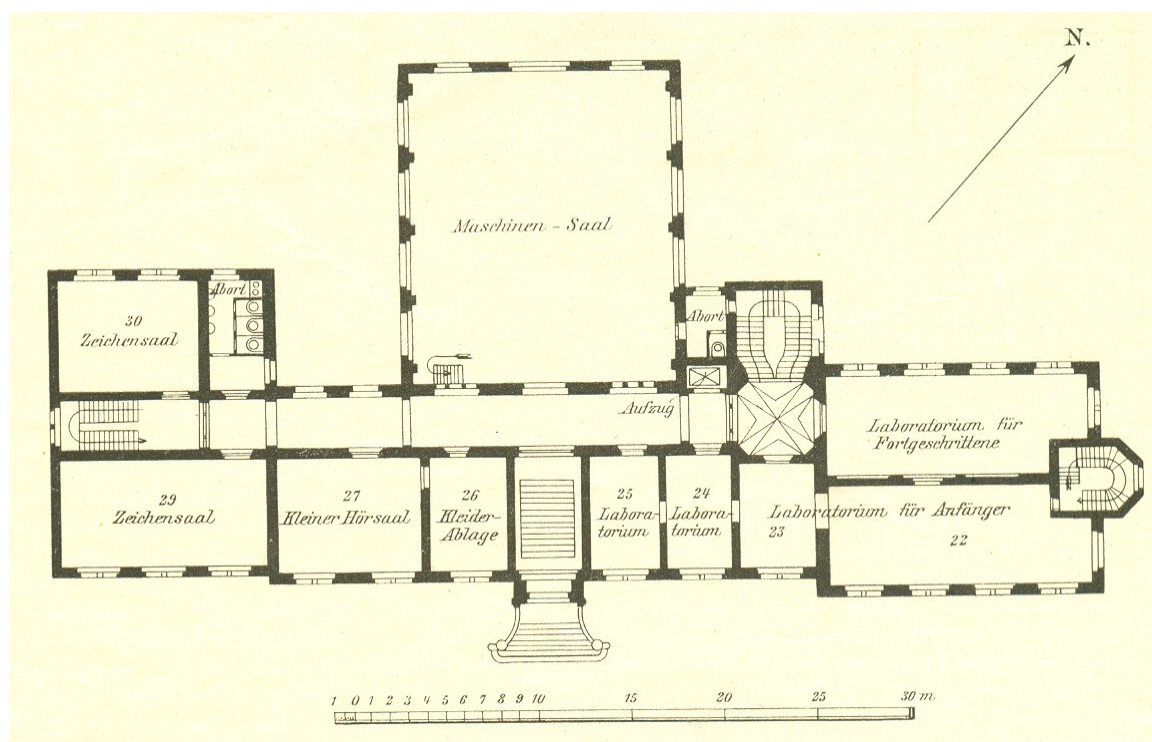 N.
Maschinen - Saal
Abort
30
Zeichensaal
Abort
Aufzug
Laboratorium für
Fortgeschrittene
29
Zeichensaal
27
Kleiner Hörsaal
26
Kleider-
Ablage
25
Labora-
torium
24
Labora-
torium
Laboratorium für Anfänger
23
22
1 0 1 2 3 4 5 6 7 8 9 10 15 20 25 30 m